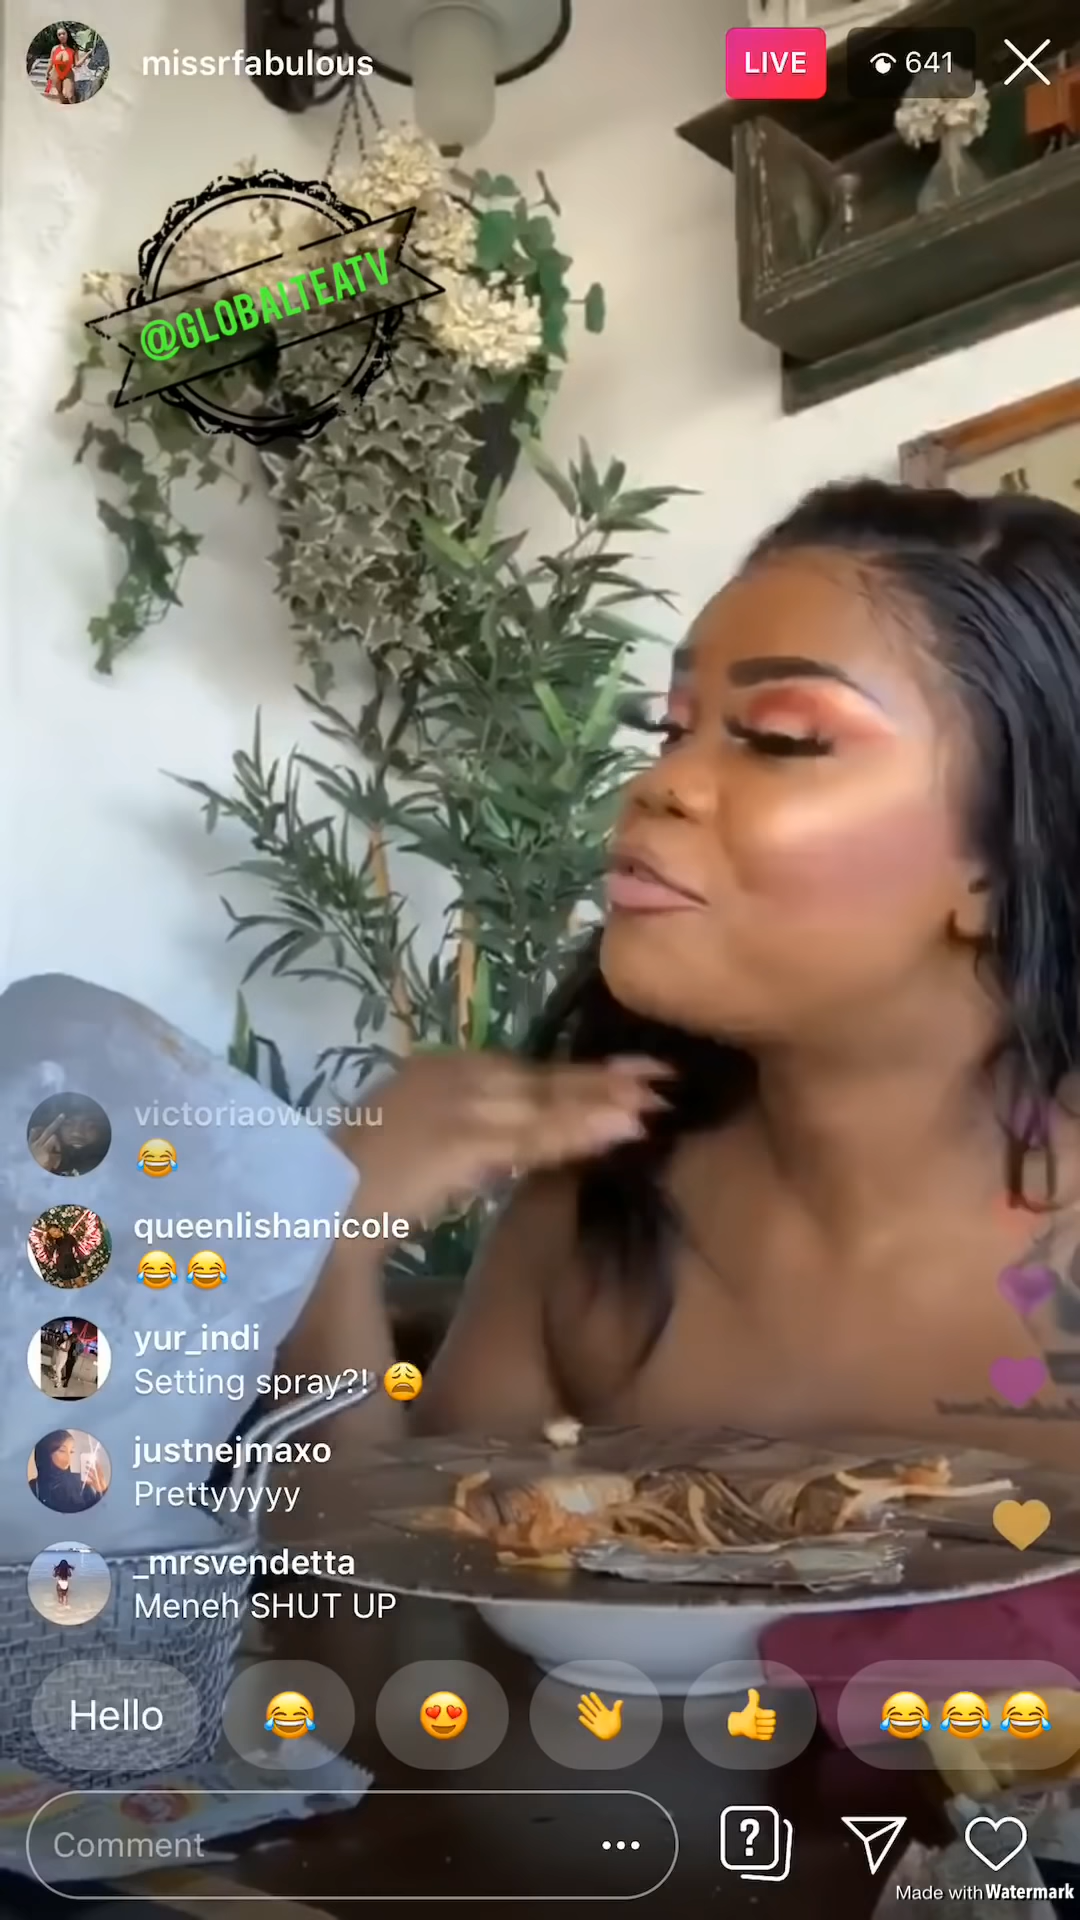 missrfabulous
LIVE
641
@GLOBALTEATV
victoriaowusuu
😂
queenlishanicole
😂😂
yur_indi
Setting spray?! 😩
justnejmaxo
Prettyyyyy
_mrsvendetta
Meneh SHUT UP
Hello 😂 😍 👋 👍 😂😂😂
Comment
?
Made with Watermark